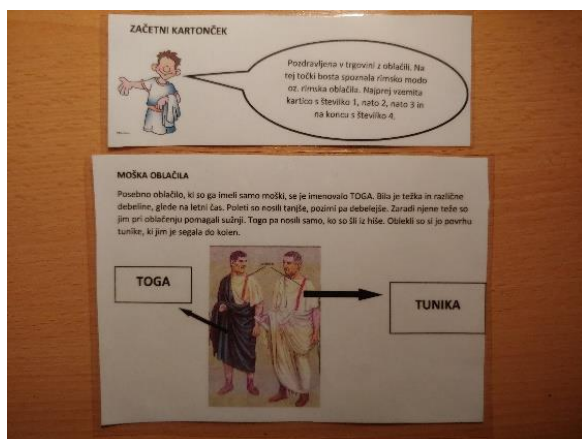 ZAČETNI KARTONČEK
Pozdravljena v trgovini z oblačili. Na
tej točki bosta spoznala rimsko modo
oz. rimska oblačila. Najprej vzemita
kartico s številko 1, nato 2, nato 3 in
na koncu s številko 4.
MOŠKA OBLAČILA
Posebno oblačilo, ki so ga imeli samo moški, se je imenovalo TOGA. Bila je težka in različne
debeline, glede na letni čas. Poleti so nosili tanjše, pozimi pa debelejše. Zaradi njene teže so
jim pri oblačenju pomagali sužnji. Togo pa nosili samo, ko so šli iz hiše. Oblekli so si jo povrhu
tunike, ki jim je segala do kolen.
TOGA
TUNIKA